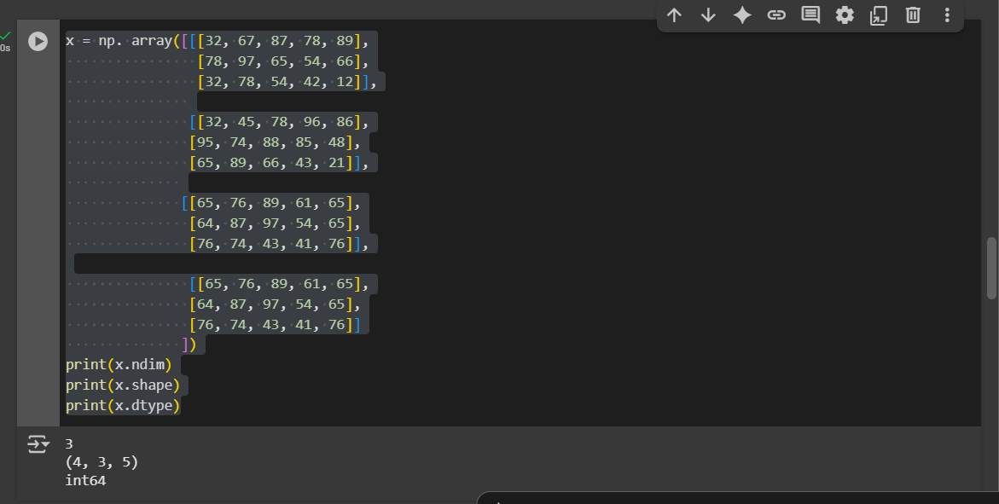 0s
x = np. array([[[32, 67, 87, 78, 89],
[78, 97, 65, 54, 66],
[32, 78, 54, 42, 12]],
[[32, 45, 78, 96, 86],
[95, 74, 88, 85, 48],
[65, 89, 66, 43, 21]],
[[65, 76, 89, 61, 65],
[64, 87, 97, 54, 65],
[76, 74, 43, 41, 76]],
[[65, 76, 89, 61, 65],
[64, 87, 97, 54, 65],
[76, 74, 43, 41, 76]]
])
print(x.ndim)
print(x.shape)
print(x.dtype)
3
(4, 3, 5)
int64